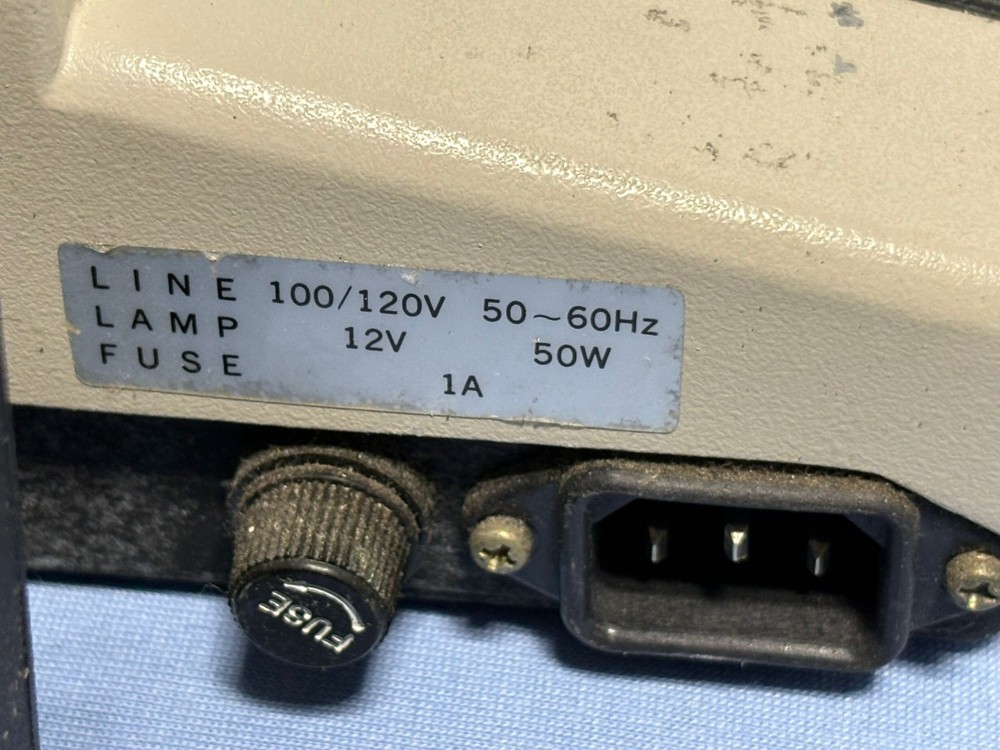 LINE 100/120V 50~60Hz
LAMP 12V 50W
FUSE 1A
FUSE